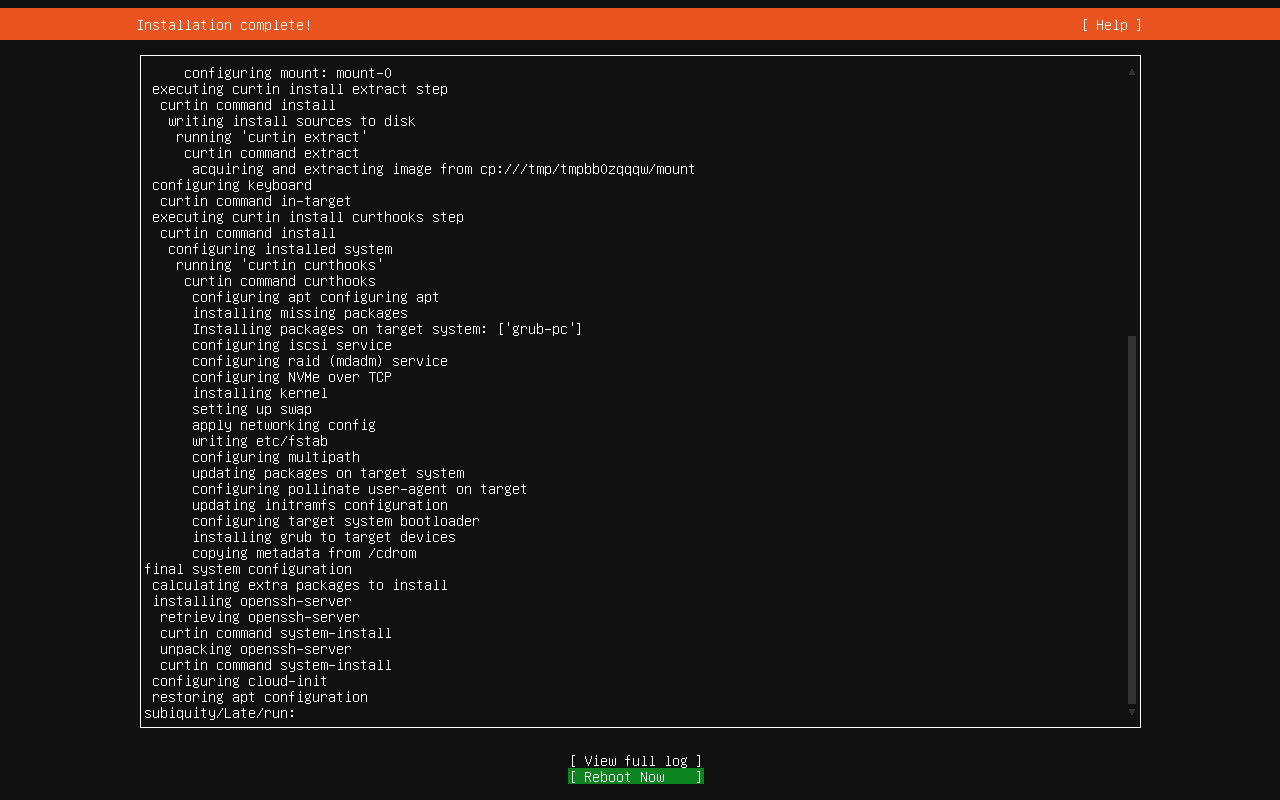 Installation complete!
[ Help ]
configuring mount: mount-0
executing curtin install extract step
curtin command install
writing install sources to disk
running 'curtin extract'
curtin command extract
acquiring and extracting image from cp:///tmp/tmpbb0zqqqw/mount
configuring keyboard
curtin command in-target
executing curtin install curthooks step
curtin command install
configuring installed system
running 'curtin curthooks'
curtin command curthooks
configuring apt configuring apt
installing missing packages
Installing packages on target system: ['grub-pc']
configuring iscsi service
configuring raid (mdadm) service
configuring NVMe over TCP
installing kernel
setting up swap
apply networking config
writing etc/fstab
configuring multipath
updating packages on target system
configuring pollinate user-agent on target
updating initramfs configuration
configuring target system bootloader
installing grub to target devices
copying metadata from /cdrom
final system configuration
calculating extra packages to install
installing openssh-server
retrieving openssh-server
curtin command system-install
unpacking openssh-server
curtin command system-install
configuring cloud-init
restoring apt configuration
subiquity/Late/run:
[ View full log ]
[ Reboot Now ]